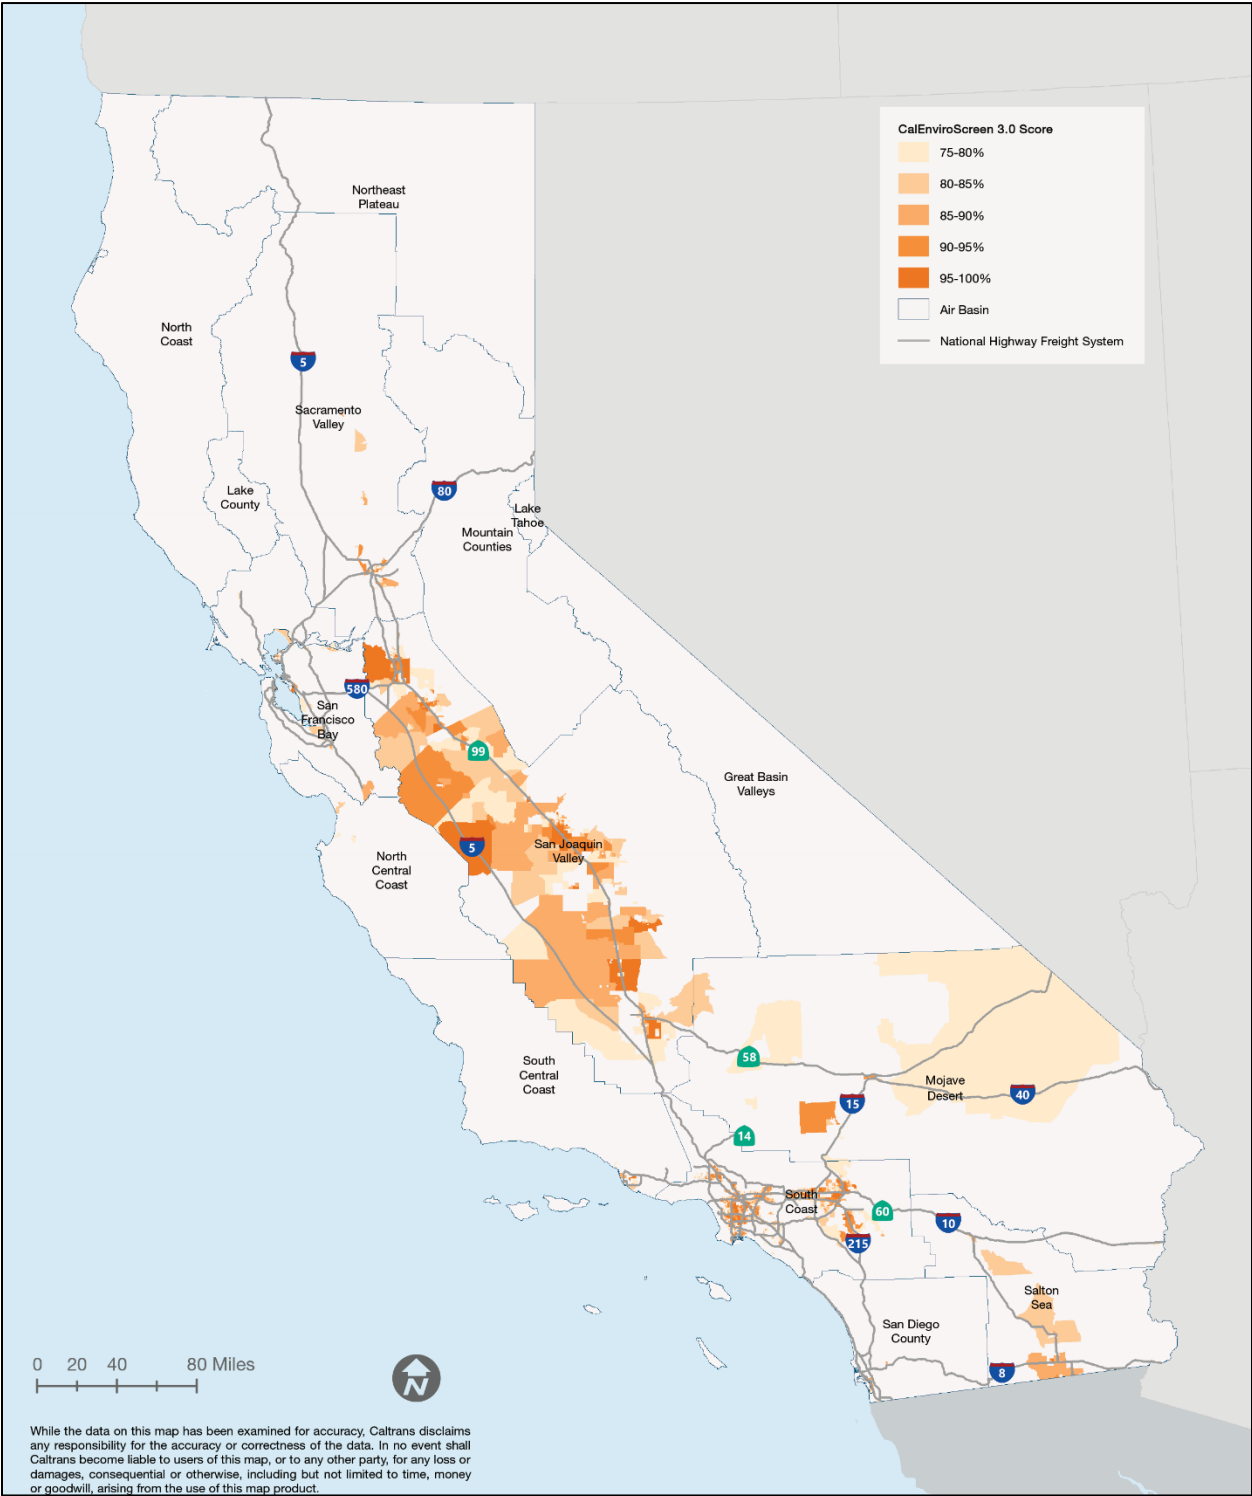 CalEnviroScreen 3.0 Score
75-80%
80-85%
85-90%
90-95%
95-100%
Air Basin
National Highway Freight System
Northeast
Plateau
North
Coast
5
Sacramento
Valley
Lake
County
80
Lake
Tahoe
Mountain
Counties
580
San
Francisco
Bay
99
Great Basin
Valleys
5
San Joaquin
Valley
North
Central
Coast
South
Central
Coast
58
Mojave
Desert
40
15
14
South
Coast
60
10
215
Salton
Sea
San Diego
County
8
0 20 40 80 Miles
N
While the data on this map has been examined for accuracy, Caltrans disclaims
any responsibility for the accuracy or correctness of the data. In no event shall
Caltrans become liable to users of this map, or to any other party, for any loss or
damages, consequential or otherwise, including but not limited to time, money
or goodwill, arising from the use of this map product.